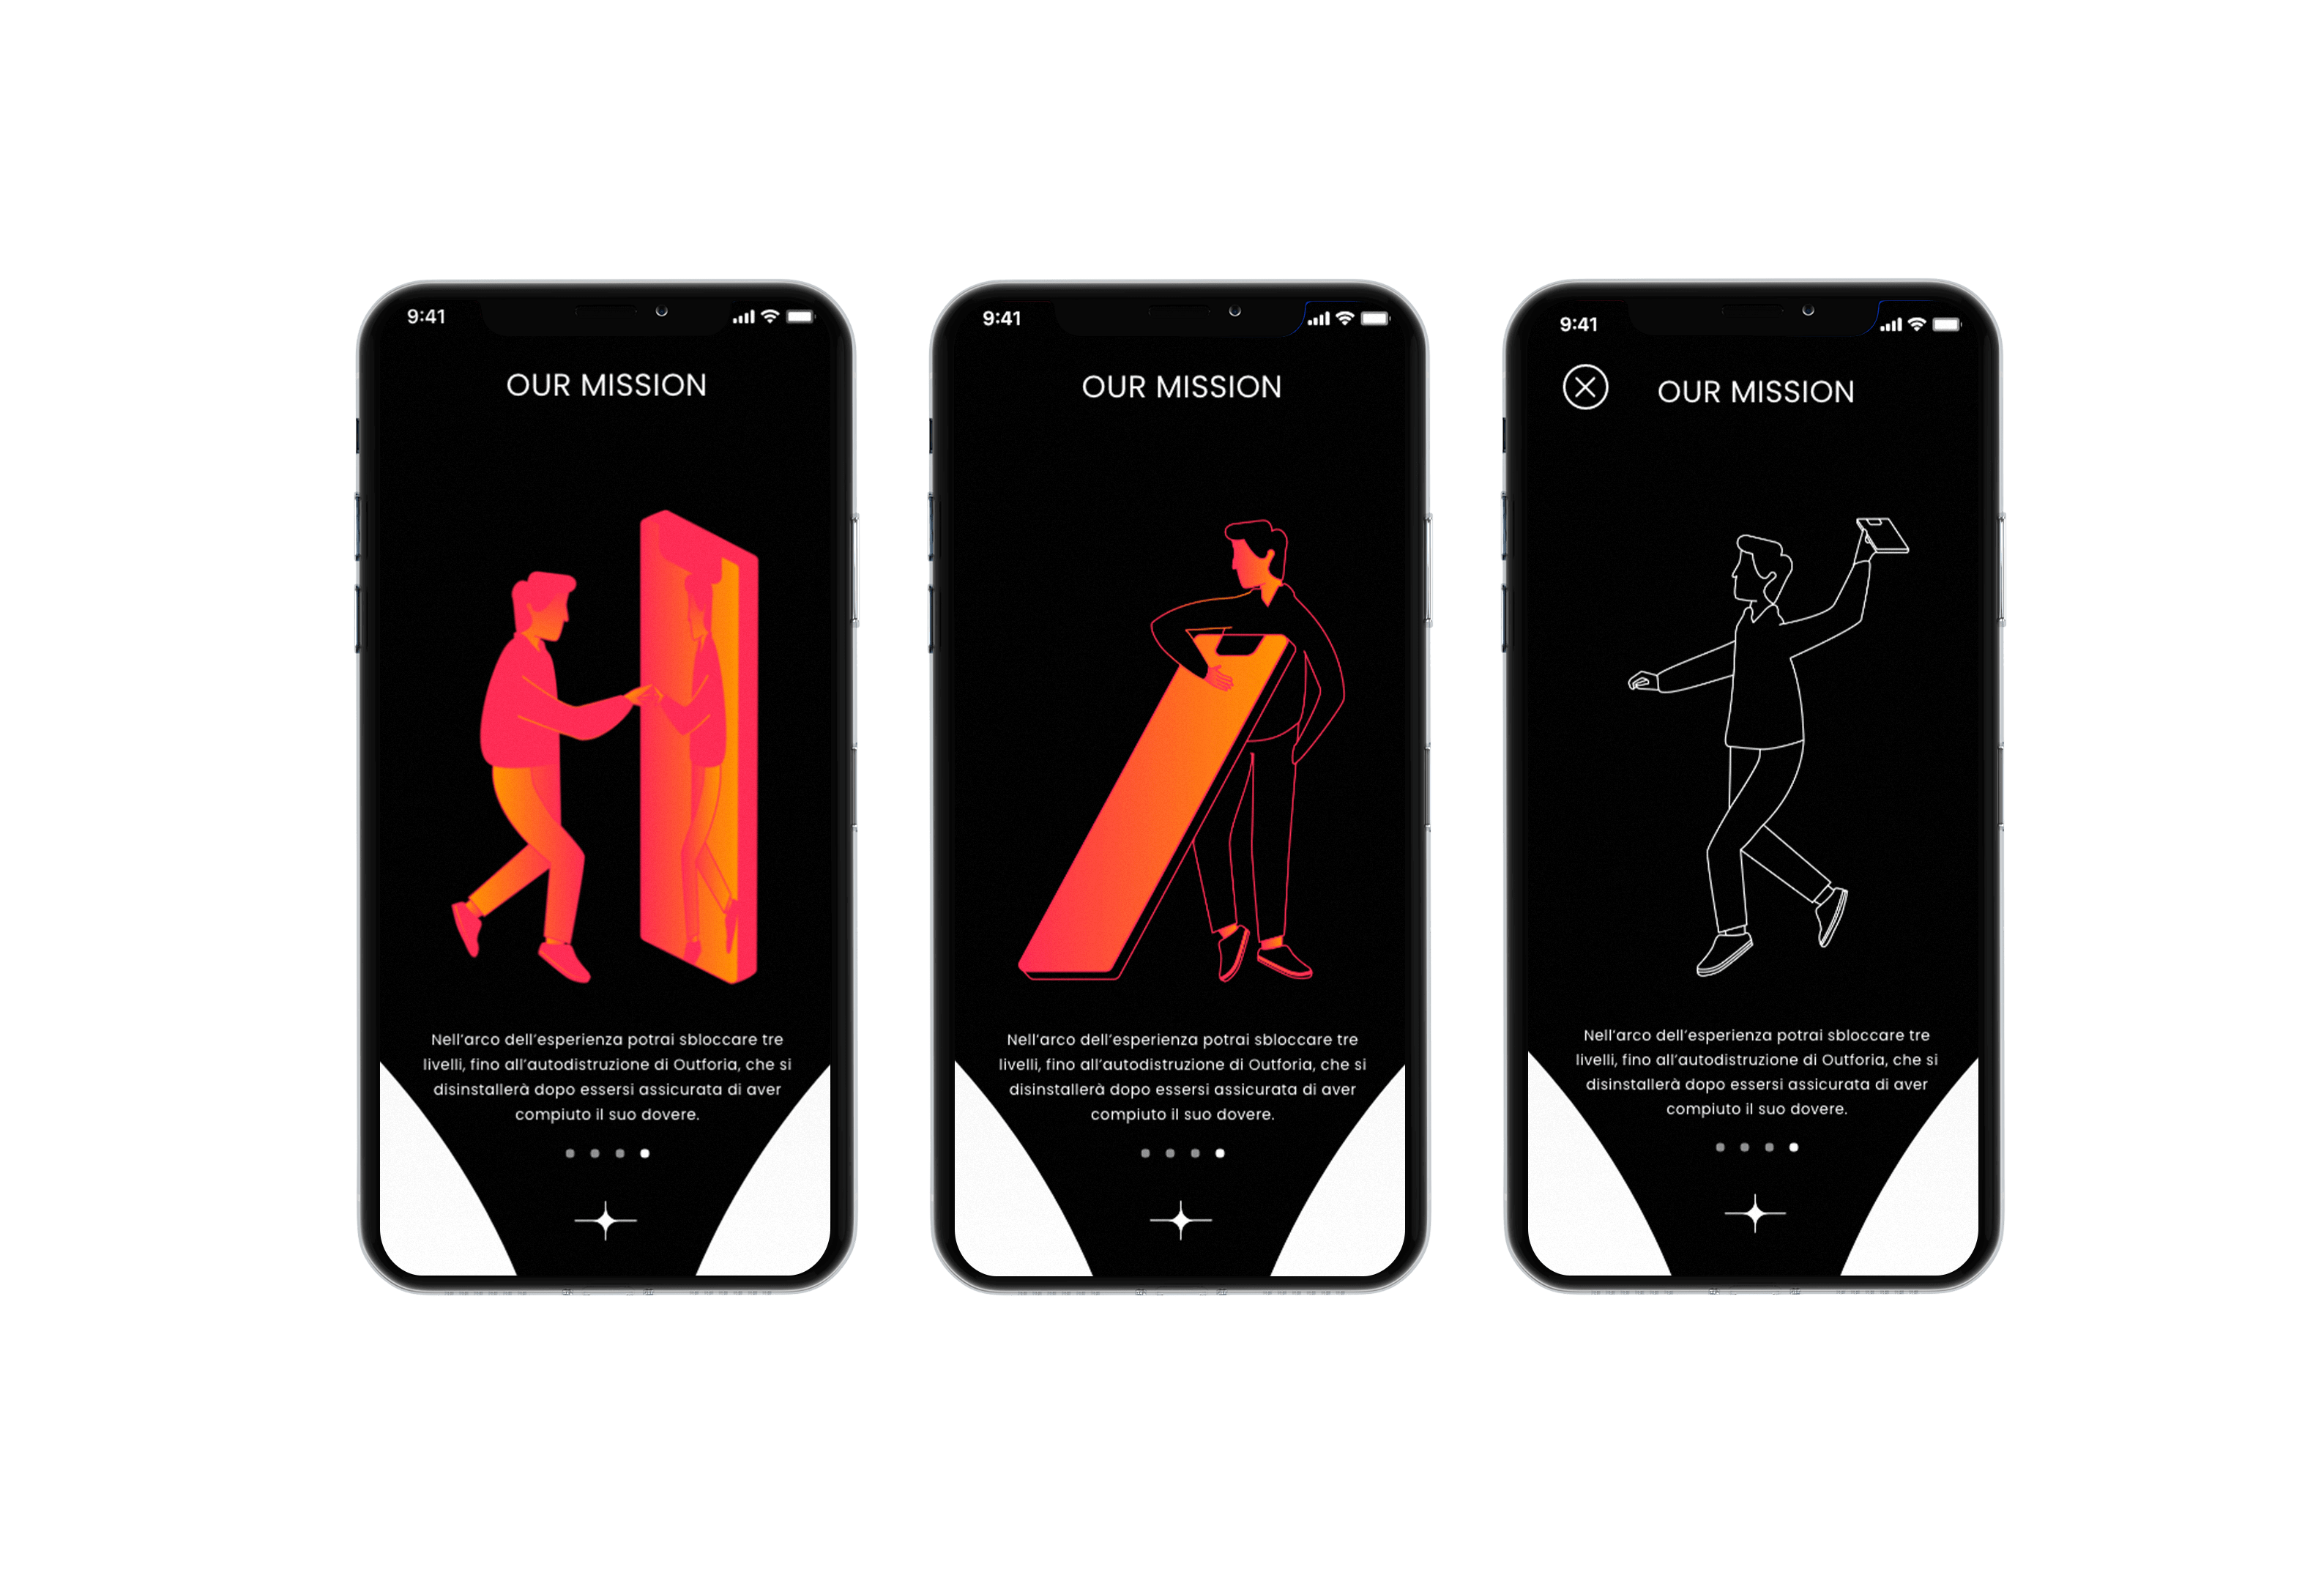 9:41
OUR MISSION
Nell'arco dell'esperienza potrai sbloccare tre
livelli, fino all'autodistruzione di Outforia, che si
disinstallerà dopo essersi assicurata di aver
compiuto il suo dovere.
9:41
OUR MISSION
Nell'arco dell'esperienza potrai sbloccare tre
livelli, fino all'autodistruzione di Outforia, che si
disinstallerà dopo essersi assicurata di aver
compiuto il suo dovere.
9:41
OUR MISSION
Nell'arco dell'esperienza potrai sbloccare tre
livelli, fino all'autodistruzione di Outforia, che si
disinstallerà dopo essersi assicurata di aver
compiuto il suo dovere.